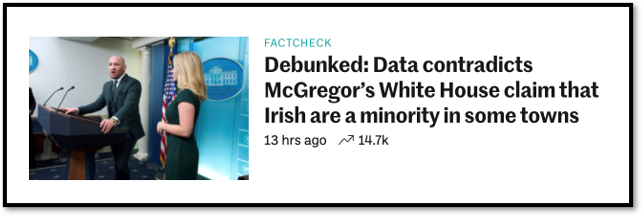 FACTCHECK
Debunked: Data contradicts
McGregor’s White House claim that
Irish are a minority in some towns
13 hrs ago 14.7k